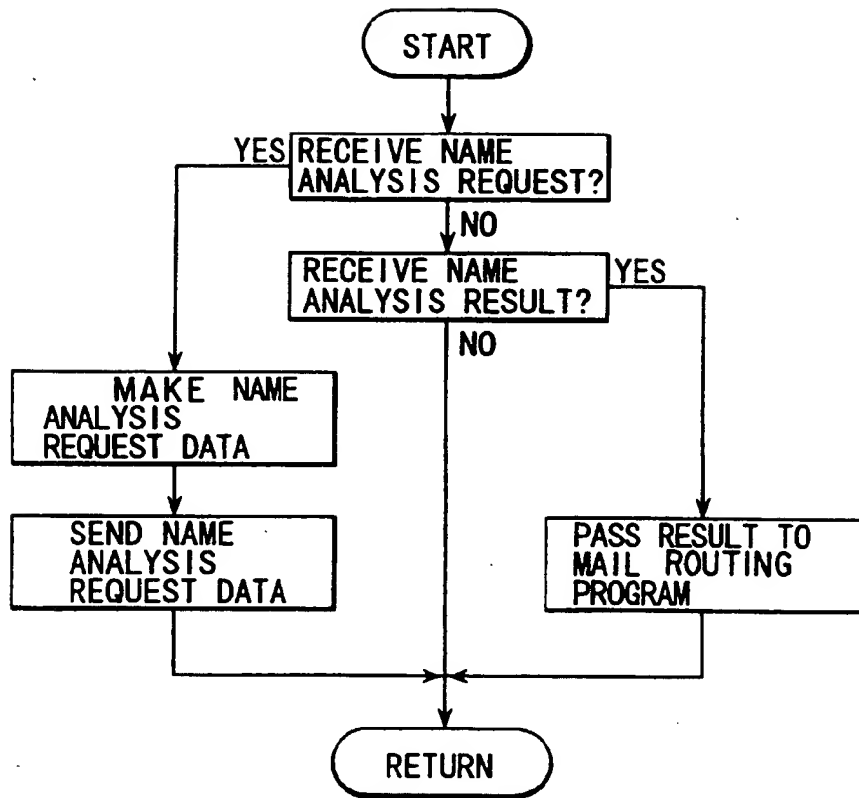 START
YES
RECEIVE NAME
ANALYSIS REQUEST?
NO
RECEIVE NAME
ANALYSIS RESULT?
YES
NO
MAKE NAME
ANALYSIS
REQUEST DATA
SEND NAME
ANALYSIS
REQUEST DATA
PASS RESULT TO
MAIL ROUTING
PROGRAM
RETURN